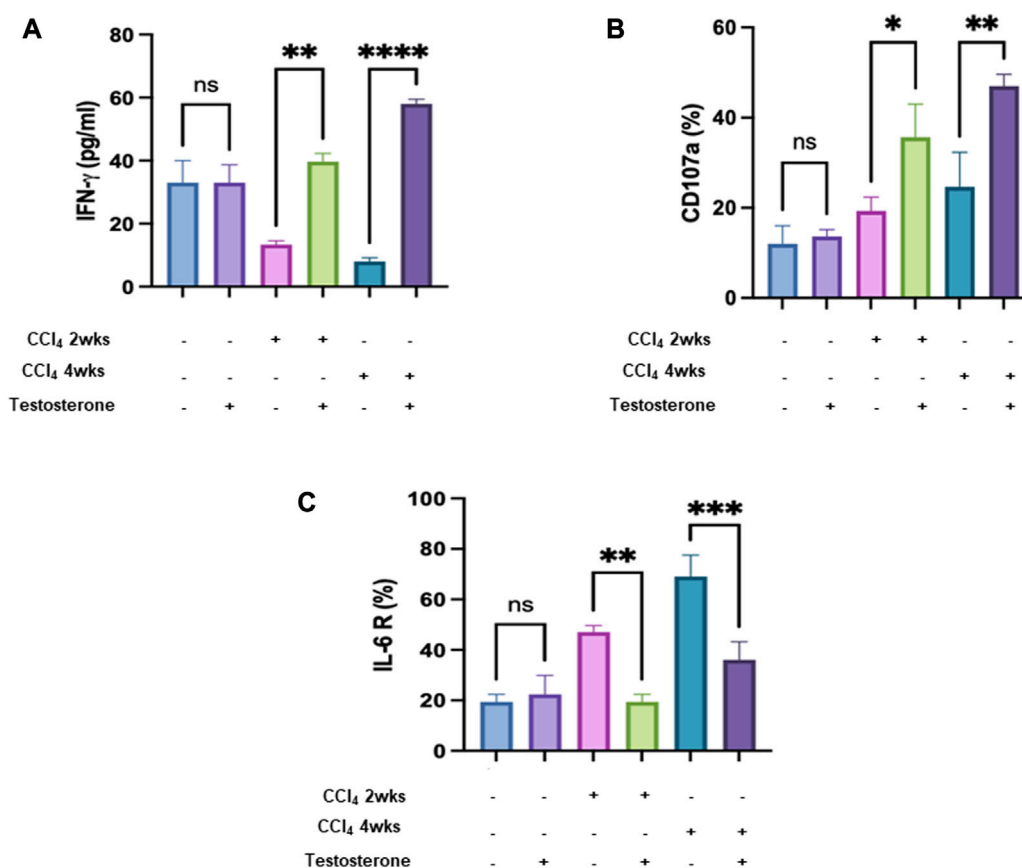 A
IFN-γ (pg/ml)
80
60
40
20
0
ns
**
****
CCl₄ 2wks - - + + - -
CCl₄ 4wks - - - - + +
Testosterone - + - + - +
B
CD107a (%)
60
40
20
0
ns
*
**
CCl₄ 2wks - - + + - -
CCl₄ 4wks - - - - + +
Testosterone - + - + - +
C
IL-6 R (%)
100
80
60
40
20
0
ns
**
***
CCl₄ 2wks - - + + - -
CCl₄ 4wks - - - - + +
Testosterone - + - + - +